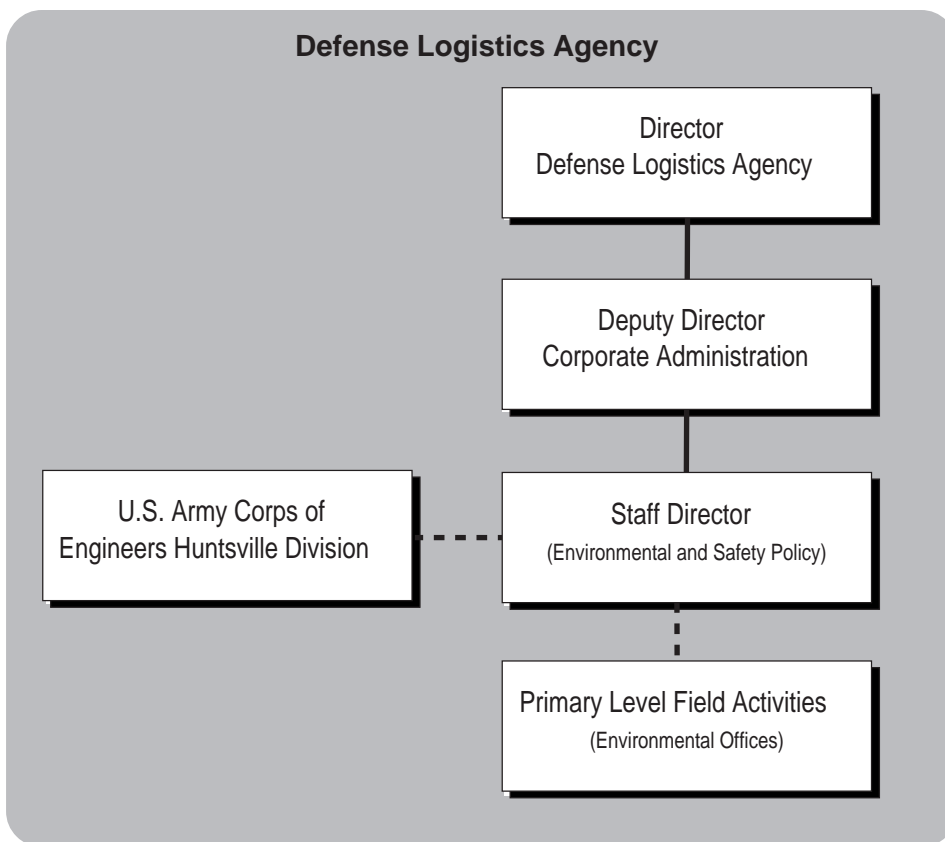 Defense Logistics Agency
Director
Defense Logistics Agency
Deputy Director
Corporate Administration
U.S. Army Corps of
Engineers Huntsville Division
Staff Director
(Environmental and Safety Policy)
Primary Level Field Activities
(Environmental Offices)